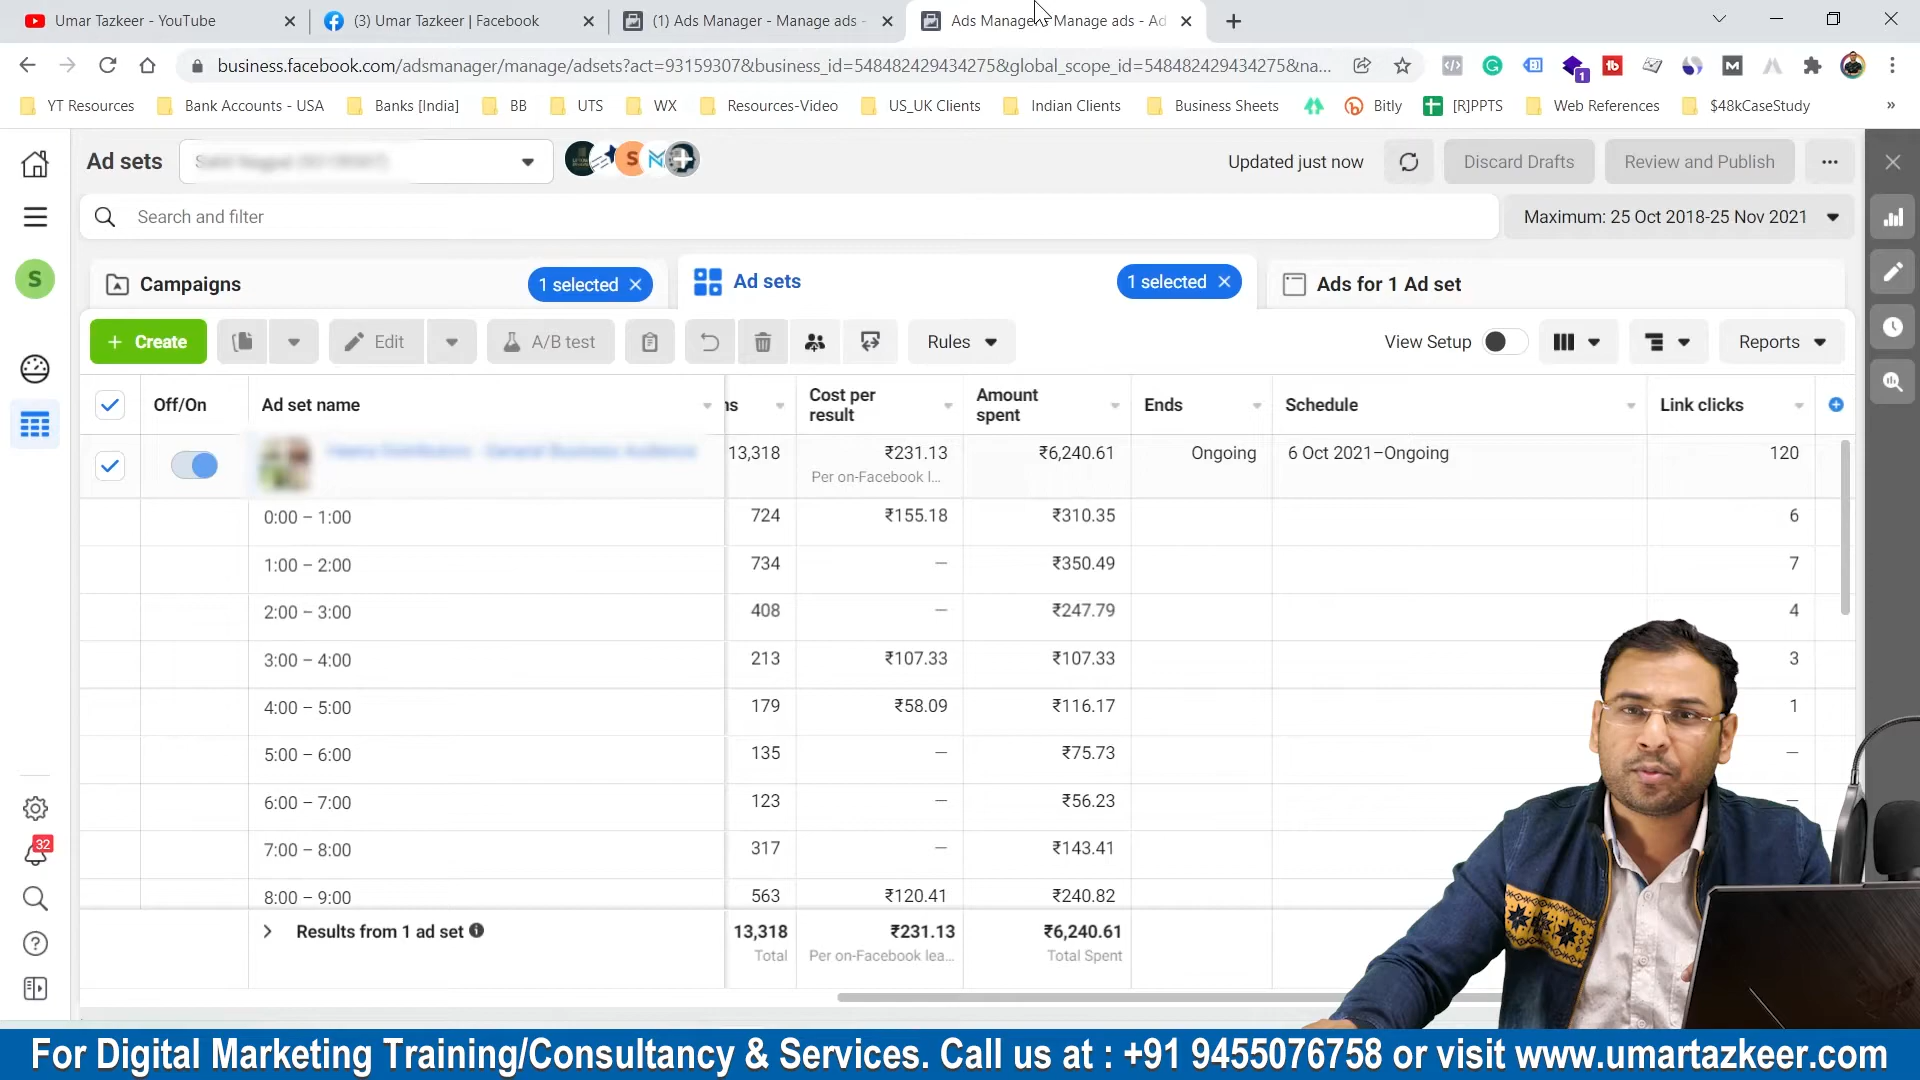 Umar Tazkeer - YouTube
(3) Umar Tazkeer | Facebook
(1) Ads Manager - Manage ads -
Ads Manage Manage ads - Ad
business.facebook.com/adsmanager/manage/adsets?act=93159307&business_id=548482429434275&global_scope_id=548482429434275&na...
1
YT Resources
Bank Accounts - USA
Banks [India]
BB
UTS
WX
Resources-Video
US_UK Clients
Indian Clients
Business Sheets
Bitly
[R]PPTS
Web References
$48kCaseStudy
»
Ad sets
S
Updated just now
Discard Drafts
Review and Publish
Search and filter
Maximum: 25 Oct 2018-25 Nov 2021
S
Campaigns
1 selected
Ad sets
1 selected
Ads for 1 Ad set
+ Create
Edit
A/B test
Rules
View Setup
Reports
Off/On
Ad set name
ns
Cost per result
Amount spent
Ends
Schedule
Link clicks
13,318
₹231.13
₹6,240.61
Ongoing
6 Oct 2021–Ongoing
120
Per on-Facebook l...
0:00 – 1:00
724
₹155.18
₹310.35
6
1:00 – 2:00
734
—
₹350.49
7
2:00 – 3:00
408
—
₹247.79
4
3:00 – 4:00
213
₹107.33
₹107.33
3
4:00 – 5:00
179
₹58.09
₹116.17
1
5:00 – 6:00
135
—
₹75.73
—
6:00 – 7:00
123
—
₹56.23
—
7:00 – 8:00
317
—
₹143.41
8:00 – 9:00
563
₹120.41
₹240.82
32
Results from 1 ad set
13,318
₹231.13
₹6,240.61
Total
Per on-Facebook lea...
Total Spent
For Digital Marketing Training/Consultancy & Services. Call us at : +91 9455076758 or visit www.umartazkeer.com